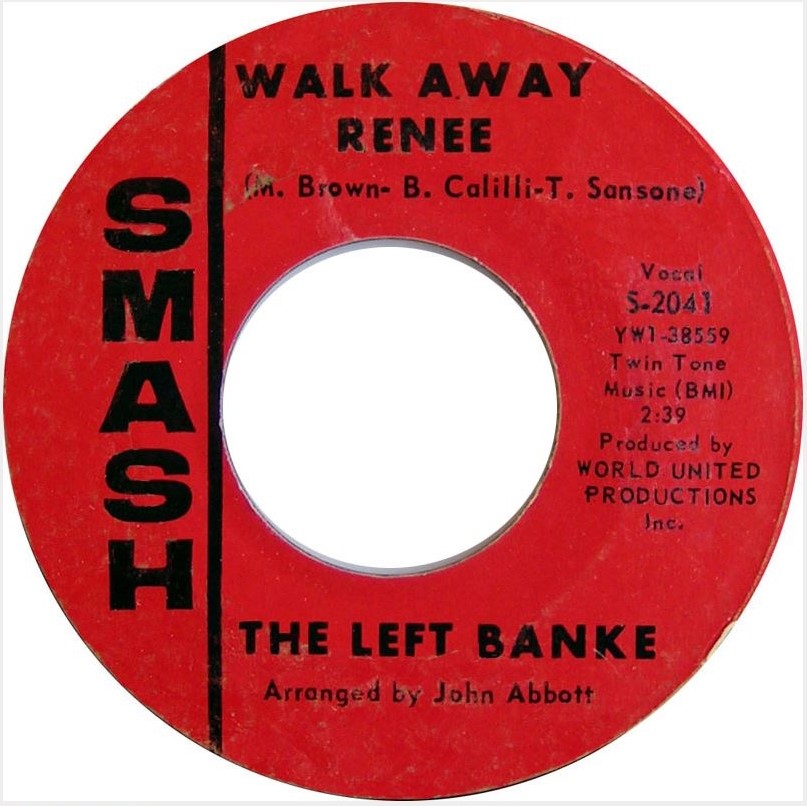 SMASH
WALK AWAY
RENEE
(M. Brown- B. Calilli-T. Sansone)
Vocal
S-2041
YW1-38559
Twin Tone
Music (BMI)
2:39
Produced by
WORLD UNITED
PRODUCTIONS
Inc.
THE LEFT BANKE
Arranged by John Abbott